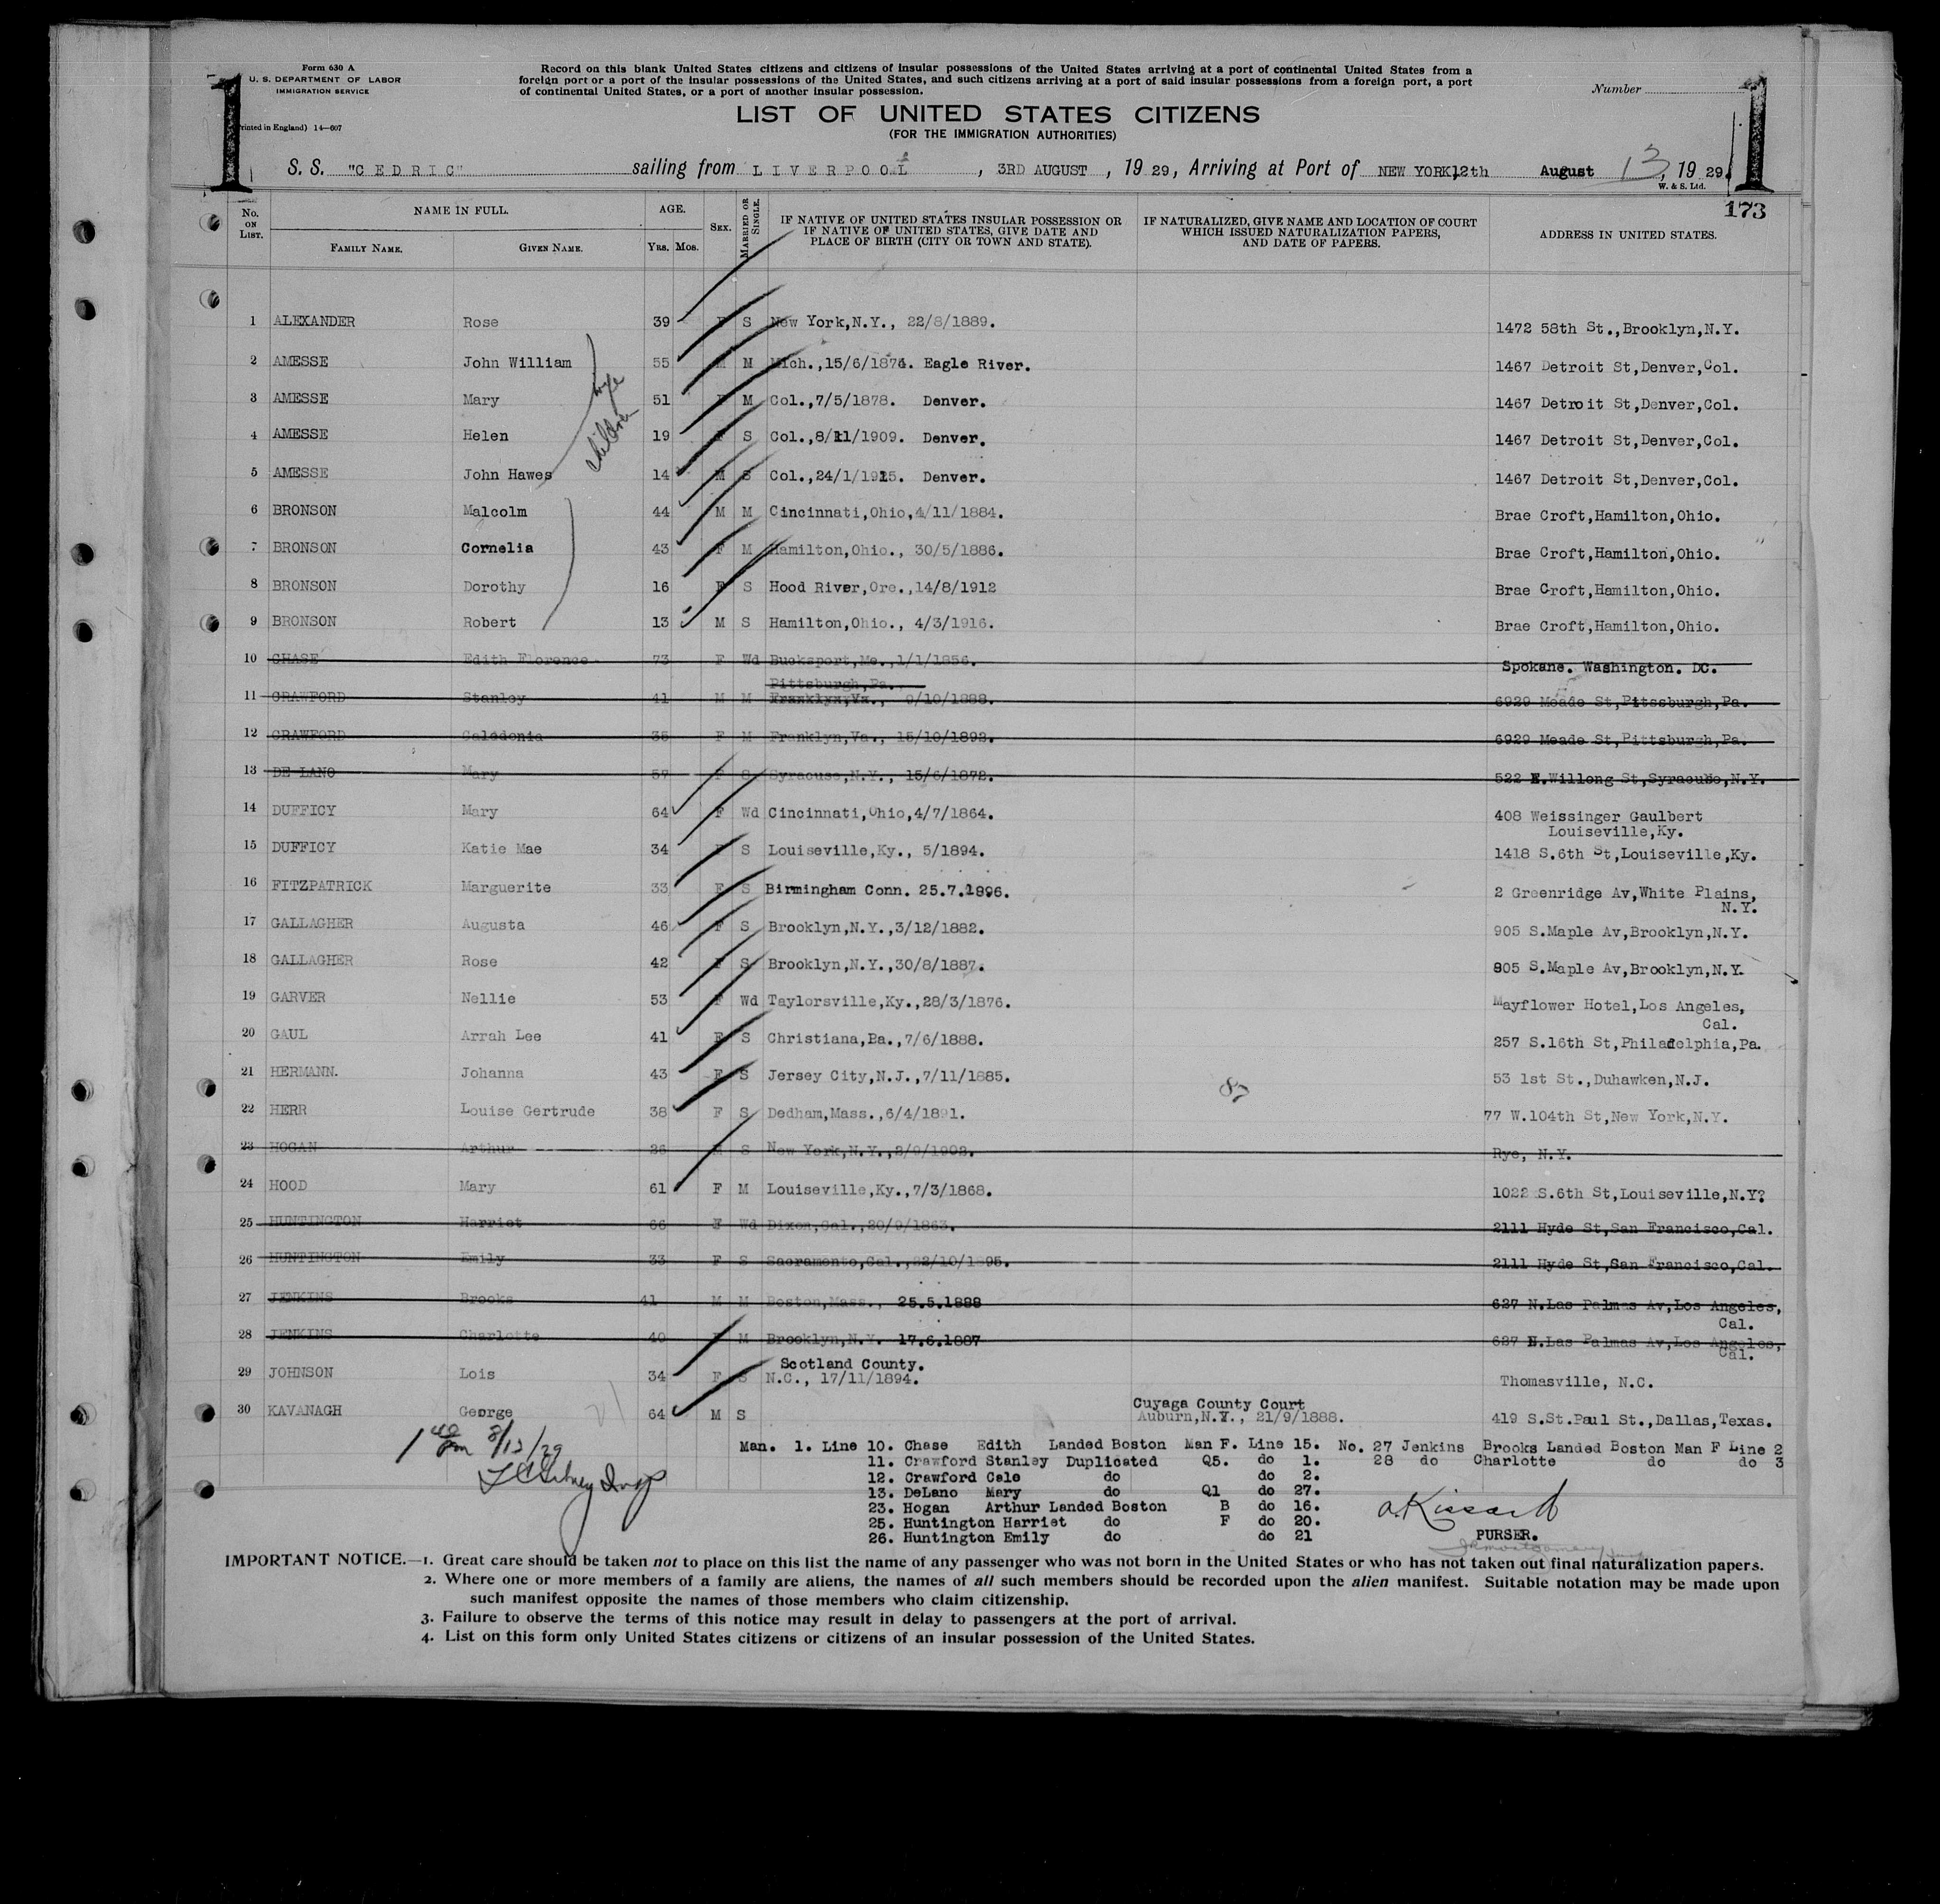 Form 630 A
U. S. DEPARTMENT OF LABOR
IMMIGRATION SERVICE
Printed in England) 14—607
1
Record on this blank United States citizens and citizens of insular possessions of the United States arriving at a port of continental United States from a
foreign port or a port of the insular possessions of the United States, and such citizens arriving at a port of said insular possessions from a foreign port, a port
of continental United States, or a port of another insular possession.
Number
1
LIST OF UNITED STATES CITIZENS
(FOR THE IMMIGRATION AUTHORITIES)
S. S. "CEDRIC" sailing from LIVERPOOL, 3RD AUGUST, 19 29, Arriving at Port of NEW YORK, 12th August 13, 19 29.
W. & S. Ltd.
173
No. ON LIST. NAME IN FULL. FAMILY NAME. GIVEN NAME. AGE. Yrs. Mos. SEX. MARRIED OR SINGLE. IF NATIVE OF UNITED STATES INSULAR POSSESSION OR IF NATIVE OF UNITED STATES, GIVE DATE AND PLACE OF BIRTH (CITY OR TOWN AND STATE). IF NATURALIZED, GIVE NAME AND LOCATION OF COURT WHICH ISSUED NATURALIZATION PAPERS, AND DATE OF PAPERS. ADDRESS IN UNITED STATES.
1 ALEXANDER Rose 39 F S New York,N.Y., 22/8/1889. 1472 58th St.,Brooklyn,N.Y.
2 AMESSE John William 55 M M Mich.,15/6/1874. Eagle River. 1467 Detroit St,Denver,Col.
wife
3 AMESSE Mary 51 F M Col.,7/5/1878. Denver. 1467 Detroit St,Denver,Col.
children
4 AMESSE Helen 19 F S Col.,8/11/1909. Denver. 1467 Detroit St,Denver,Col.
5 AMESSE John Hawes 14 M S Col.,24/1/1915. Denver. 1467 Detroit St,Denver,Col.
6 BRONSON Malcolm 44 M M Cincinnati,Ohio,4/11/1884. Brae Croft,Hamilton,Ohio.
7 BRONSON Cornelia 43 F M Hamilton,Ohio., 30/5/1886. Brae Croft,Hamilton,Ohio.
8 BRONSON Dorothy 16 F S Hood River,Ore.,14/8/1912 Brae Croft,Hamilton,Ohio.
9 BRONSON Robert 13 M S Hamilton,Ohio., 4/3/1916. Brae Croft,Hamilton,Ohio.
10 CHASE Edith Florence 73 F Wd Bucksport,Me.,1/1/1856. Spokane. Washington. DC.
Pittsburgh,Pa.
11 CRAWFORD Stanley 41 M M Franklyn,Va., 9/10/1888. 6929 Meade St,Pittsburgh,Pa.
12 CRAWFORD Caledonia 35 F M Franklyn,Va., 15/10/1892. 6929 Meade St,Pittsburgh,Pa.
13 DE LANO Mary 57 F S Syracuse,N.Y., 15/6/1872. 522 E.Willong St,Syracuse,N.Y.
14 DUFFICY Mary 64 F Wd Cincinnati,Ohio,4/7/1864. 408 Weissinger Gaulbert
Louiseville,Ky.
15 DUFFICY Katie Mae 34 F S Louiseville,Ky., 5/1894. 1418 S.6th St,Louiseville,Ky.
16 FITZPATRICK Marguerite 33 F S Birmingham Conn. 25.7.1896. 2 Greenridge Av,White Plains,
N.Y.
17 GALLAGHER Augusta 46 F S Brooklyn,N.Y.,3/12/1882. 905 S.Maple Av,Brooklyn,N.Y.
18 GALLAGHER Rose 42 F S Brooklyn,N.Y.,30/8/1887. 905 S.Maple Av,Brooklyn,N.Y.
19 GARVER Nellie 53 F Wd Taylorsville,Ky.,28/3/1876. Mayflower Hotel,Los Angeles,
Cal.
20 GAUL Arrah Lee 41 F S Christiana,Ba.,7/6/1888. 257 S.16th St,Philadelphia,Pa.
21 HERMANN. Johanna 43 F S Jersey City,N.J.,7/11/1885. 53 1st St.,Duhawken,N.J.
87
22 HERR Louise Gertrude 38 F S Dedham,Mass.,6/4/1891. 77 W.104th St,New York,N.Y.
23 HOGAN Arthur 26 M S New York,N.Y.,2/9/1902. Rye, N.Y.
24 HOOD Mary 61 F M Louiseville,Ky.,7/3/1868. 1022 S.6th St,Louiseville,N.Y?
25 HUNTINGTON Harriet 66 F Wd Dixon,Cal.,20/9/1863. 2111 Hyde St,San Francisco,Cal.
26 HUNTINGTON Emily 33 F S Sacramento,Cal.,22/10/1895. 2111 Hyde St,San Francisco,Cal.
27 JENKINS Brooks 41 M M Boston,Mass., 25.5.1888 627 N.Las Palmas Av,Los Angeles,
Cal.
28 JENKINS Charlotte 40 F M Brooklyn,N.Y. 17.6.1887 627 N.Las Palmas Av,Los Angeles,
Cal.
Scotland County.
29 JOHNSON Lois 34 F S N.C., 17/11/1894. Thomasville, N.C.
Cuyaga County Court
30 KAVANAGH George 64 M S Auburn,N.Y., 21/9/1888. 419 S.St.Paul St.,Dallas,Texas.
Man. 1. Line 10. Chase Edith Landed Boston Man F. Line 15. No. 27 Jenkins Brooks Landed Boston Man F Line 2
11. Crawford Stanley Duplicated Q5. do 1. 28 do Charlotte do do 3
12. Crawford Cale do do 2.
13. DeLano Mary do Q1 do 27.
23. Hogan Arthur Landed Boston B do 16.
25. Huntington Harriet do F do 20.
26. Huntington Emily do do 21
PURSER.
IMPORTANT NOTICE.—1. Great care should be taken not to place on this list the name of any passenger who was not born in the United States or who has not taken out final naturalization papers.
2. Where one or more members of a family are aliens, the names of all such members should be recorded upon the alien manifest. Suitable notation may be made upon
such manifest opposite the names of those members who claim citizenship.
3. Failure to observe the terms of this notice may result in delay to passengers at the port of arrival.
4. List on this form only United States citizens or citizens of an insular possession of the United States.